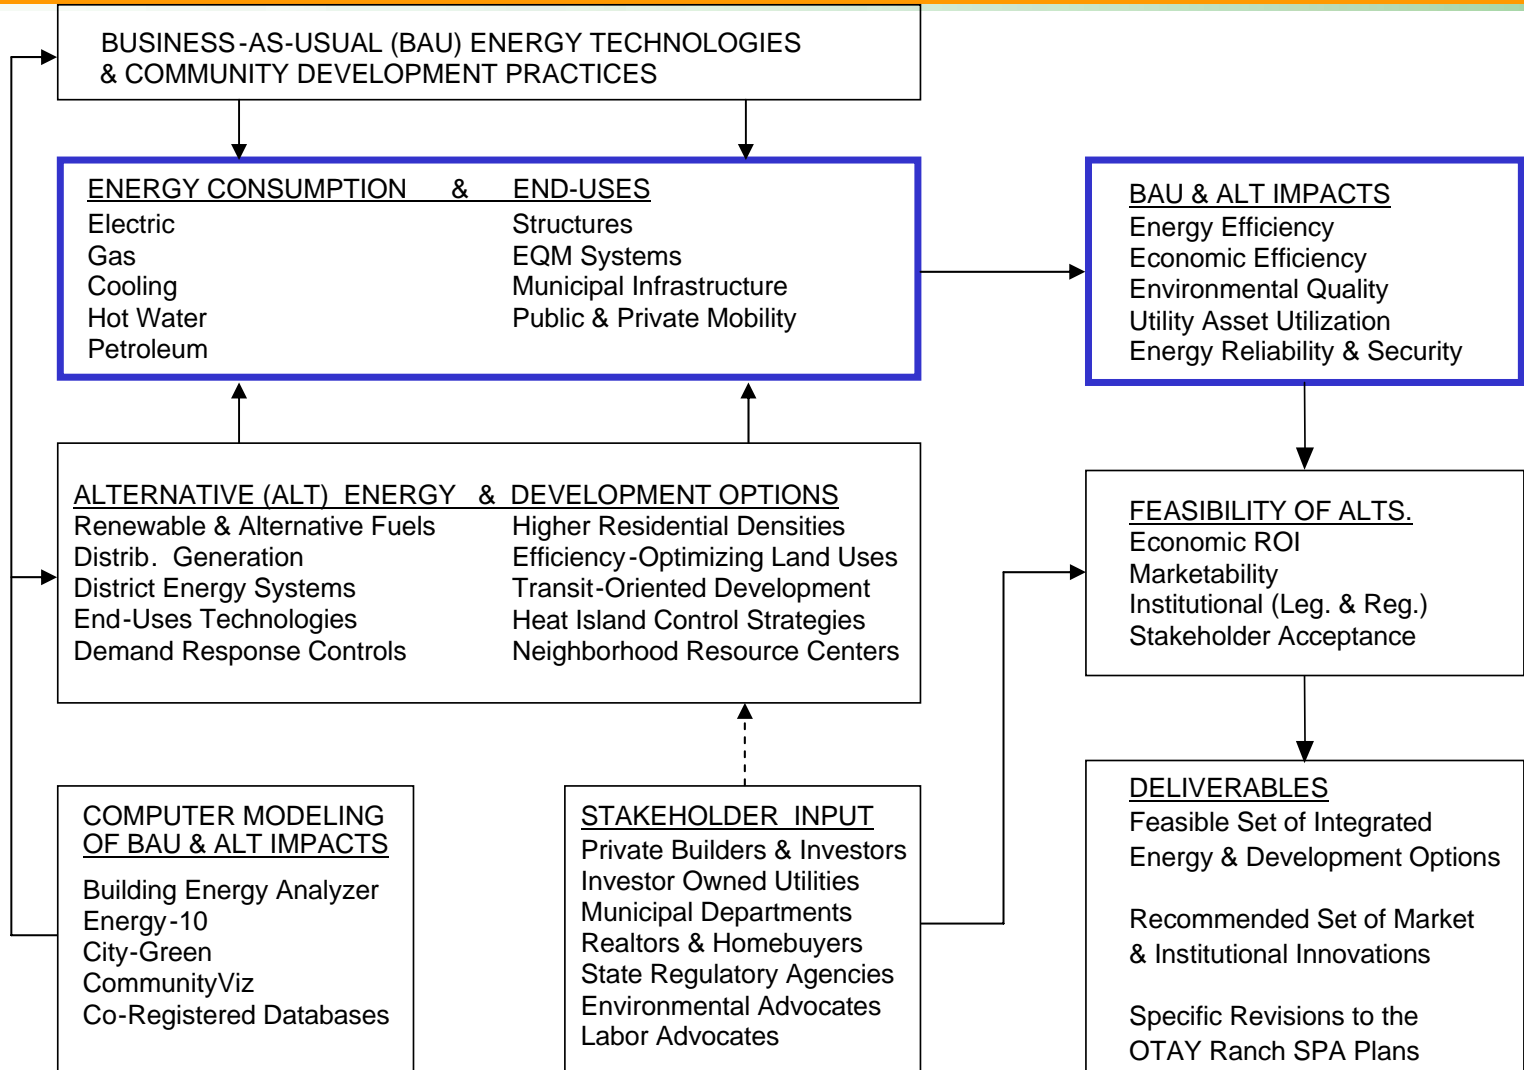 BUSINESS-AS-USUAL (BAU) ENERGY TECHNOLOGIES
& COMMUNITY DEVELOPMENT PRACTICES
ENERGY CONSUMPTION & END-USES
Electric Structures
Gas EQM Systems
Cooling Municipal Infrastructure
Hot Water Public & Private Mobility
Petroleum
BAU & ALT IMPACTS
Energy Efficiency
Economic Efficiency
Environmental Quality
Utility Asset Utilization
Energy Reliability & Security
ALTERNATIVE (ALT) ENERGY & DEVELOPMENT OPTIONS
Renewable & Alternative Fuels Higher Residential Densities
Distrib. Generation Efficiency-Optimizing Land Uses
District Energy Systems Transit-Oriented Development
End-Uses Technologies Heat Island Control Strategies
Demand Response Controls Neighborhood Resource Centers
FEASIBILITY OF ALTS.
Economic ROI
Marketability
Institutional (Leg. & Reg.)
Stakeholder Acceptance
COMPUTER MODELING
OF BAU & ALT IMPACTS
Building Energy Analyzer
Energy-10
City-Green
CommunityViz
Co-Registered Databases
STAKEHOLDER INPUT
Private Builders & Investors
Investor Owned Utilities
Municipal Departments
Realtors & Homebuyers
State Regulatory Agencies
Environmental Advocates
Labor Advocates
DELIVERABLES
Feasible Set of Integrated
Energy & Development Options
Recommended Set of Market
& Institutional Innovations
Specific Revisions to the
OTAY Ranch SPA Plans